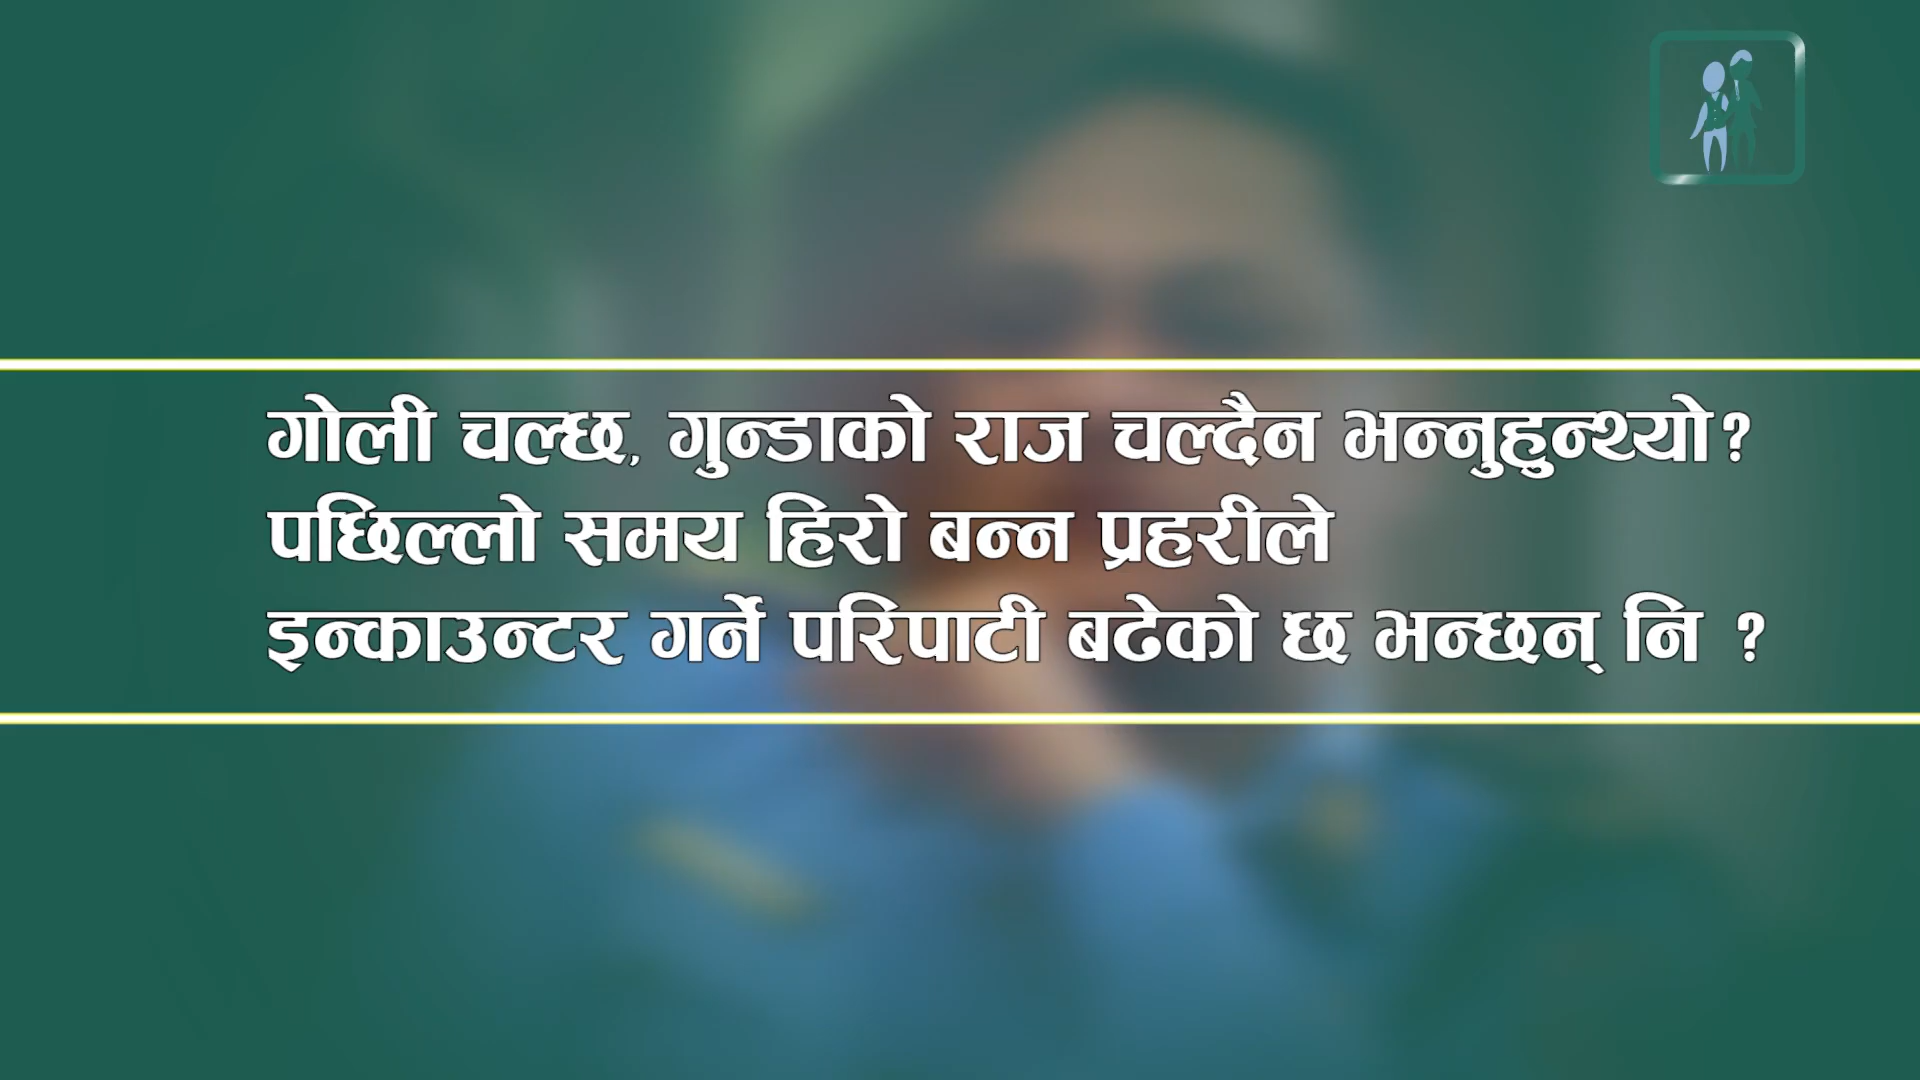 गोली चल्छ, गुन्डाको राज चल्दैन भन्नुहुन्थ्यो?
पछिल्लो समय हिरो बन्न प्रहरीले
इन्काउन्टर गर्ने परिपाटी बढेको छ भन्छन् नि ?